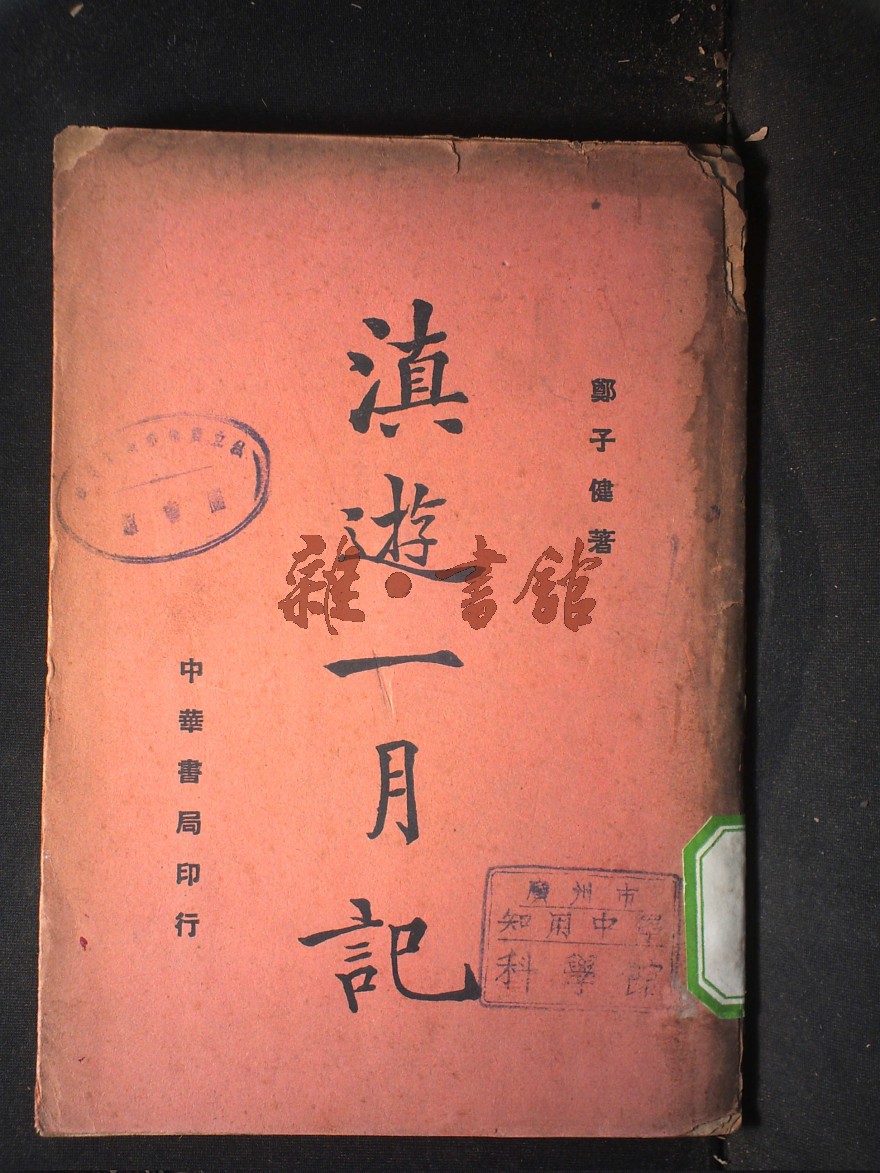 鄭子健著
滇遊一月記
中華書局印行
廣州市
知用中學
科學館
雜·書館